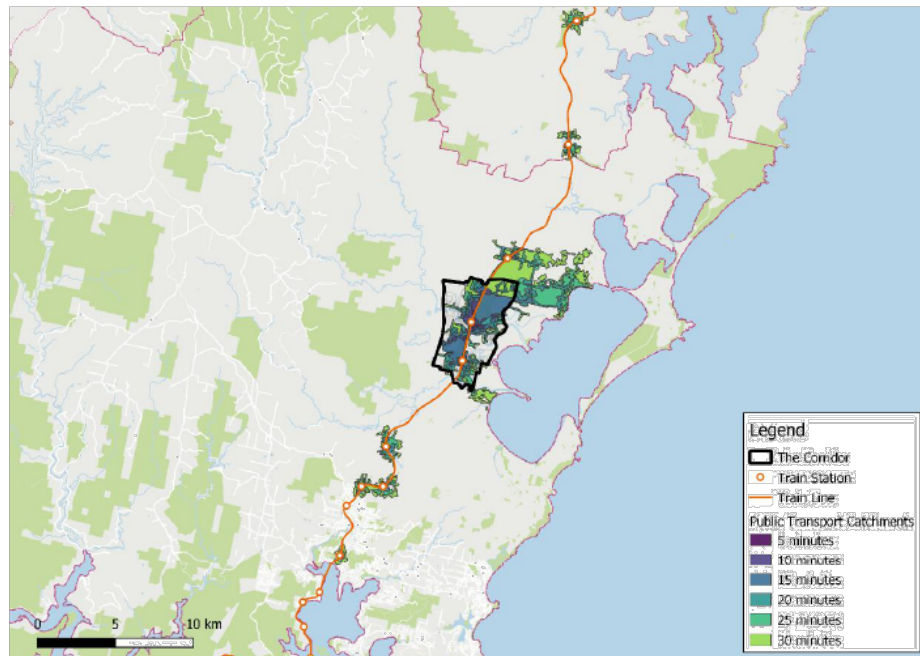 Legend
The Corridor
Train Station
Train Line
Public Transport Catchments
5 minutes
10 minutes
15 minutes
20 minutes
25 minutes
30 minutes
0 5 10 km